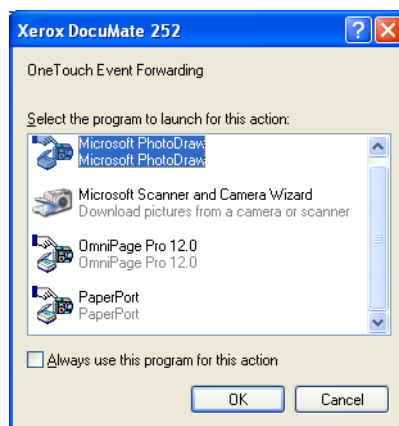 Xerox DocuMate 252
OneTouch Event Forwarding
Select the program to launch for this action:
Microsoft PhotoDraw
Microsoft PhotoDraw
Microsoft Scanner and Camera Wizard
Download pictures from a camera or scanner
OmniPage Pro 12.0
OmniPage Pro 12.0
PaperPort
PaperPort
Always use this program for this action
OK Cancel